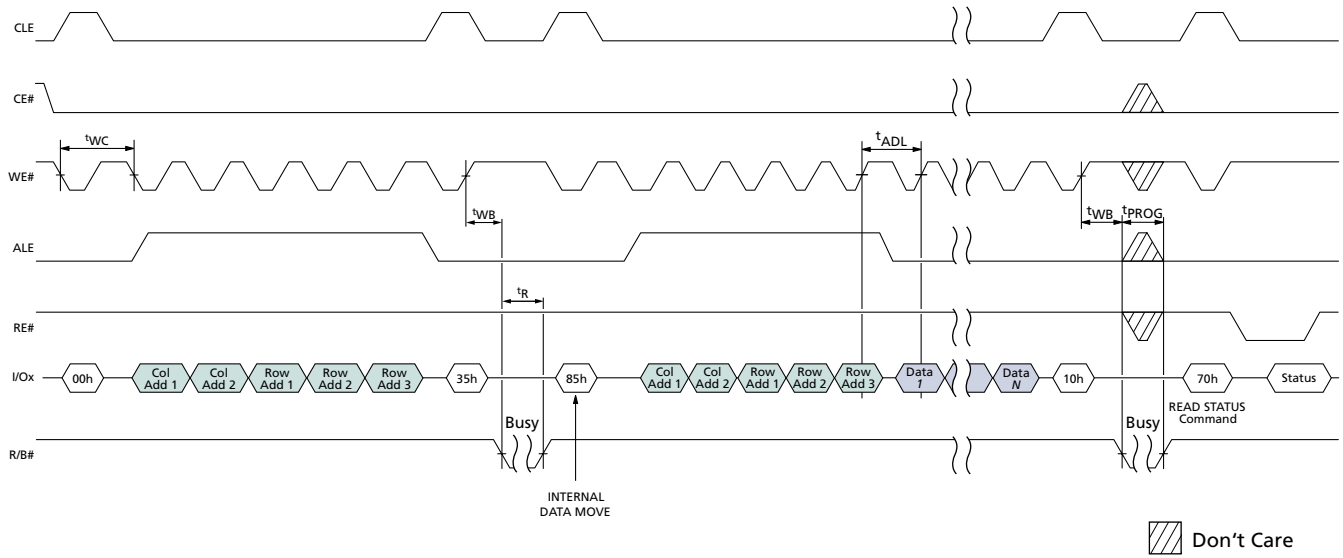 CLE
CE#
tWC
tADL
WE#
tWB
tWB
tPROG
ALE
tR
RE#
I/Ox
00h
Col Add 1
Col Add 2
Row Add 1
Row Add 2
Row Add 3
35h
85h
Col Add 1
Col Add 2
Row Add 1
Row Add 2
Row Add 3
Data 1
Data N
10h
70h
Status
READ STATUS
Command
Busy
Busy
R/B#
INTERNAL
DATA MOVE
Don't Care